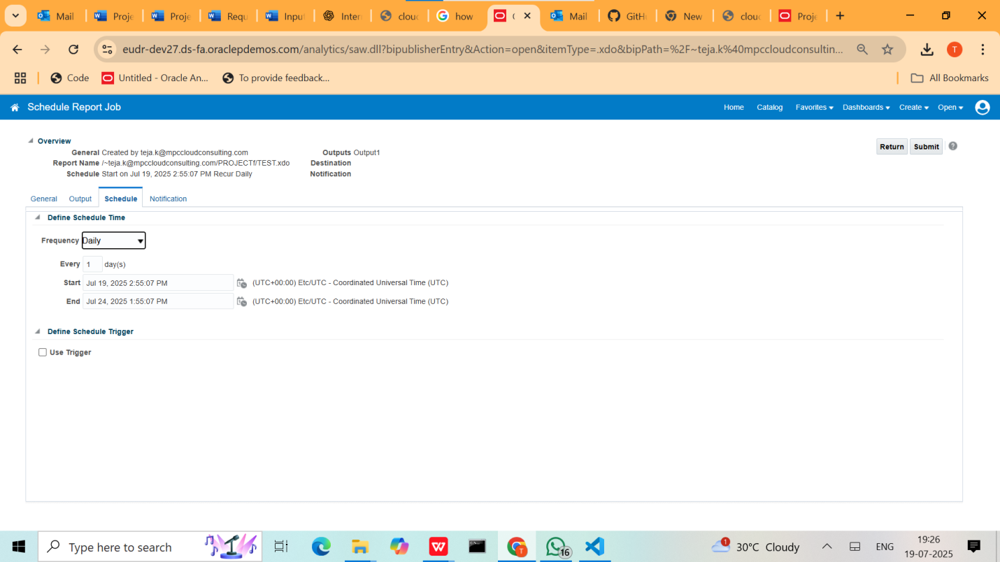 Mail
Proje
Proje
Requ
Input
Inter
clouc
how
Mail
GitHu
New
clouc
Proje
eudr-dev27.ds-fa.oraclepdemos.com/analytics/saw.dll?bipublisherEntry&Action=open&itemType=.xdo&bipPath=%2F~teja.k%40mpccloudconsultin...
T
Code
Untitled - Oracle An...
To provide feedback...
All Bookmarks
Schedule Report Job
Home
Catalog
Favorites
Dashboards
Create
Open
Overview
Return
Submit
General Created by teja.k@mpccloudconsulting.com
Outputs Output1
Report Name /~teja.k@mpccloudconsulting.com/PROJECTf/TEST.xdo
Destination
Schedule Start on Jul 19, 2025 2:55:07 PM Recur Daily
Notification
General
Output
Schedule
Notification
Define Schedule Time
Frequency Daily
Every 1 day(s)
Start Jul 19, 2025 2:55:07 PM (UTC+00:00) Etc/UTC - Coordinated Universal Time (UTC)
End Jul 24, 2025 1:55:07 PM (UTC+00:00) Etc/UTC - Coordinated Universal Time (UTC)
Define Schedule Trigger
Use Trigger
Type here to search
W
T
16
1
30°C Cloudy
ENG
19:26
19-07-2025